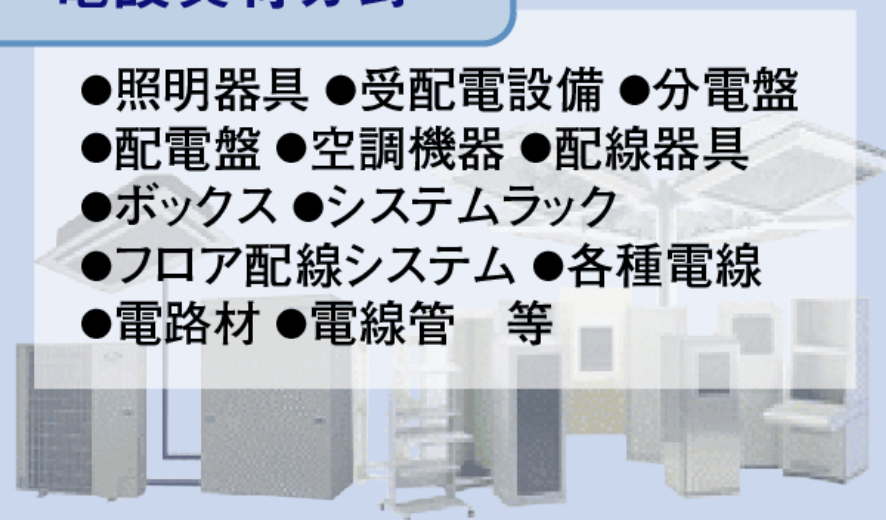 ●照明器具 ●受配電設備 ●分電盤
●配電盤 ●空調機器 ●配線器具
●ボックス ●システムラック
●フロア配線システム ●各種電線
●電路材 ●電線管　等